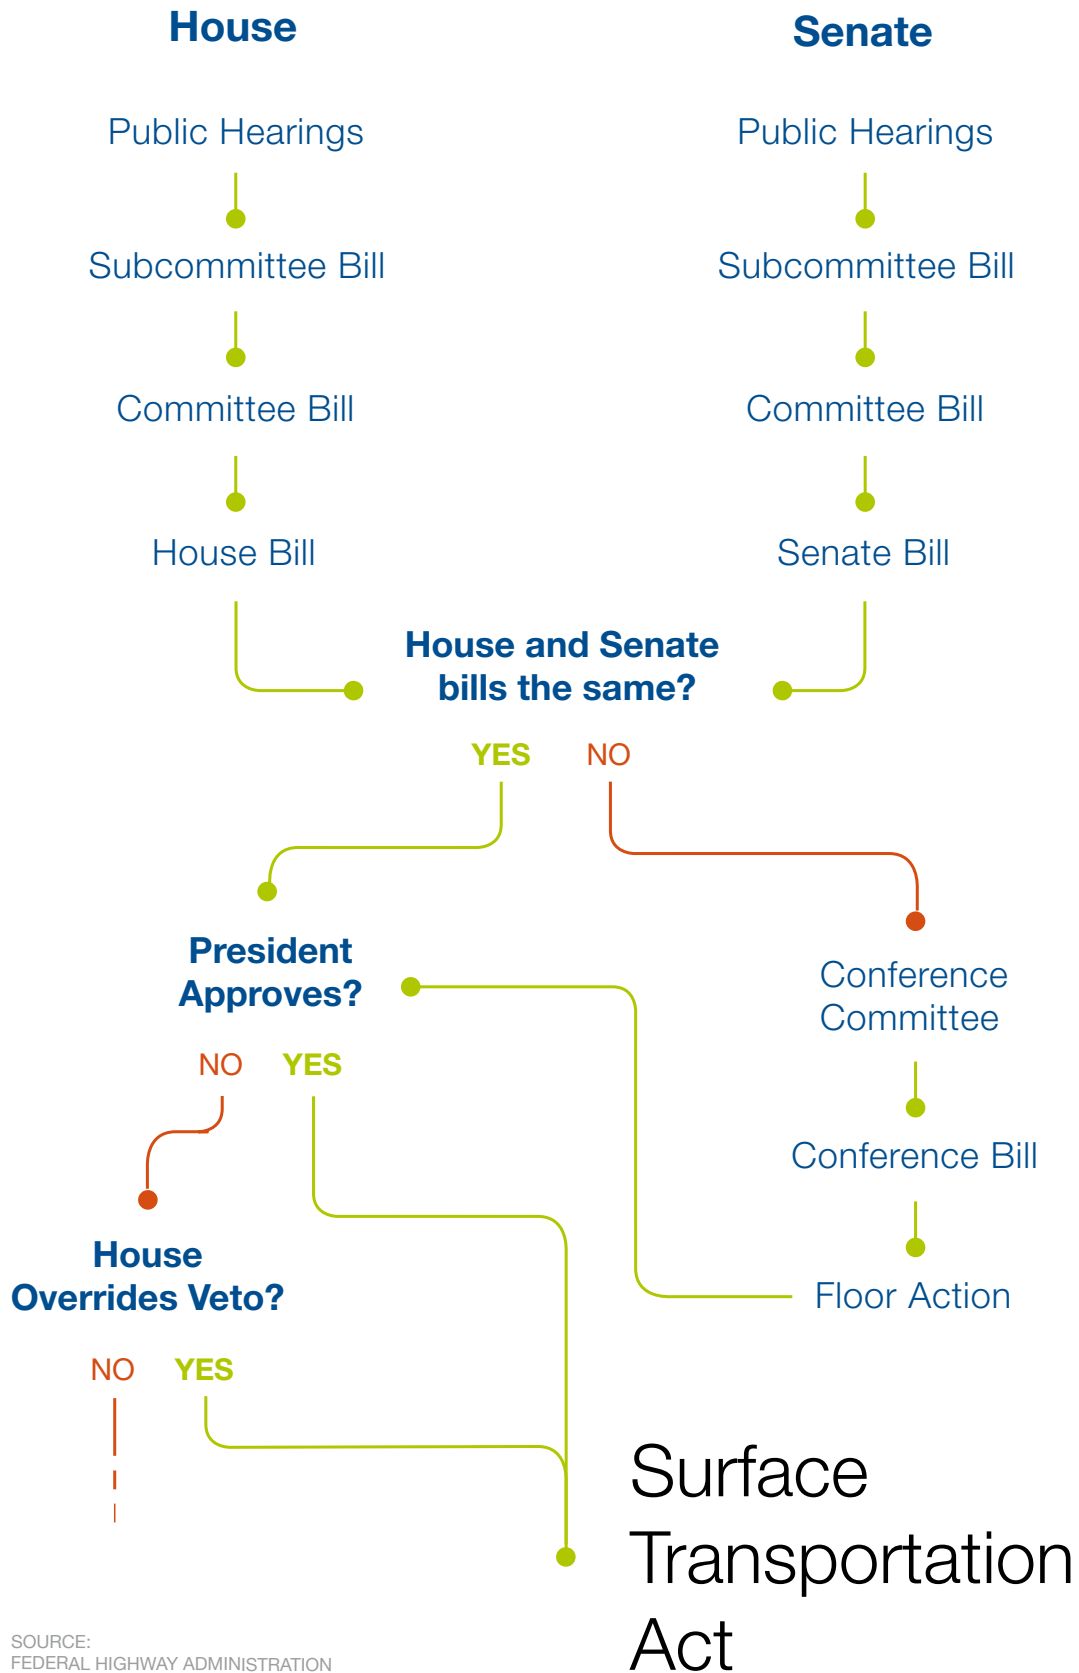 House
Senate
Public Hearings
Public Hearings
Subcommittee Bill
Subcommittee Bill
Committee Bill
Committee Bill
House Bill
Senate Bill
House and Senate
bills the same?
YES
NO
President
Approves?
Conference
Committee
NO
YES
Conference Bill
House
Overrides Veto?
Floor Action
NO
YES
Surface
Transportation
Act
SOURCE:
FEDERAL HIGHWAY ADMINISTRATION